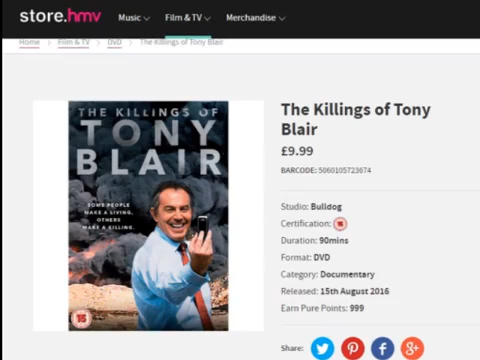 store.hmv
Music
Film & TV
Merchandise
Home > Film & TV > DVD > The Killings of Tony Blair
THE KILLINGS OF
TONY
BLAIR
SOME PEOPLE
MAKE A LIVING.
OTHERS
MAKE A KILLING.
15
The Killings of Tony
Blair
£9.99
BARCODE: 5060105723674
Studio: Bulldog
Certification: 15
Duration: 90mins
Format: DVD
Category: Documentary
Released: 15th August 2016
Earn Pure Points: 999
Share: